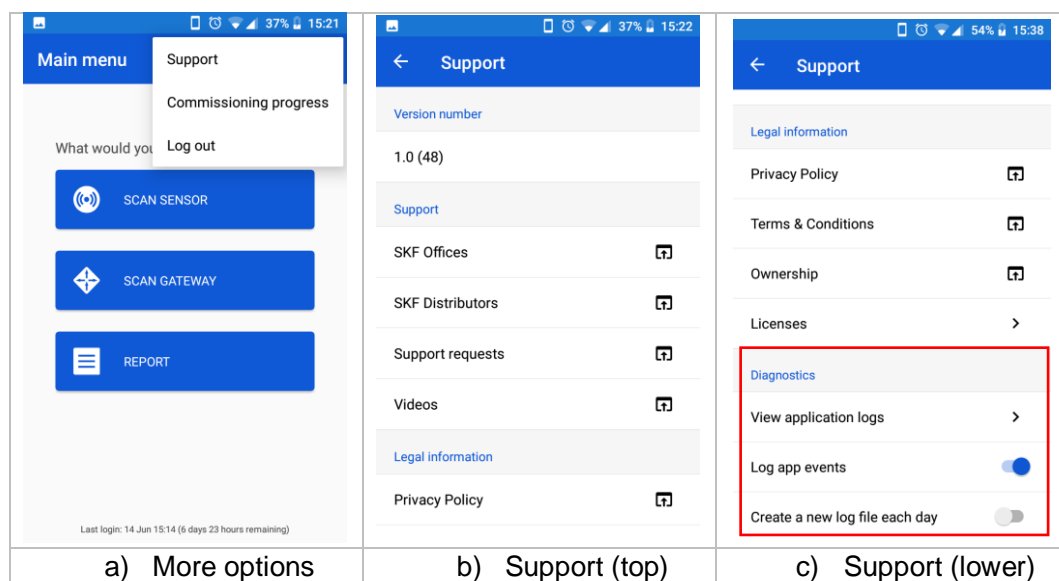 37% 15:21
Main menu
Support
Commissioning progress
Log out
What would you
SCAN SENSOR
SCAN GATEWAY
REPORT
Last login: 14 Jun 15:14 (6 days 23 hours remaining)
a) More options
37% 15:22
Support
Version number
1.0 (48)
Support
SKF Offices
SKF Distributors
Support requests
Videos
Legal information
Privacy Policy
b) Support (top)
54% 15:38
Support
Legal information
Privacy Policy
Terms & Conditions
Ownership
Licenses
Diagnostics
View application logs
Log app events
Create a new log file each day
c) Support (lower)